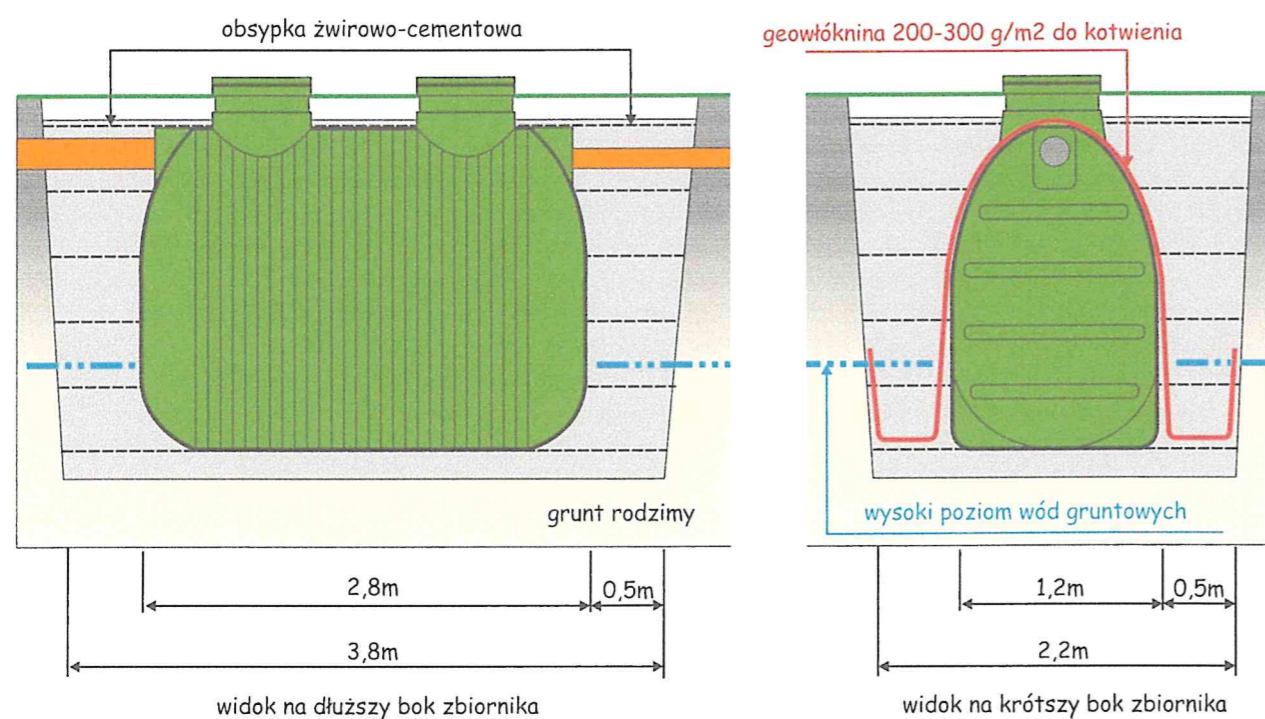 obsypka żwirowo-cementowa
geowłóknina 200-300 g/m2 do kotwienia
grunt rodzimy
wysoki poziom wód gruntowych
2,8m
0,5m
3,8m
1,2m
0,5m
2,2m
widok na dłuższy bok zbiornika
widok na krótszy bok zbiornika